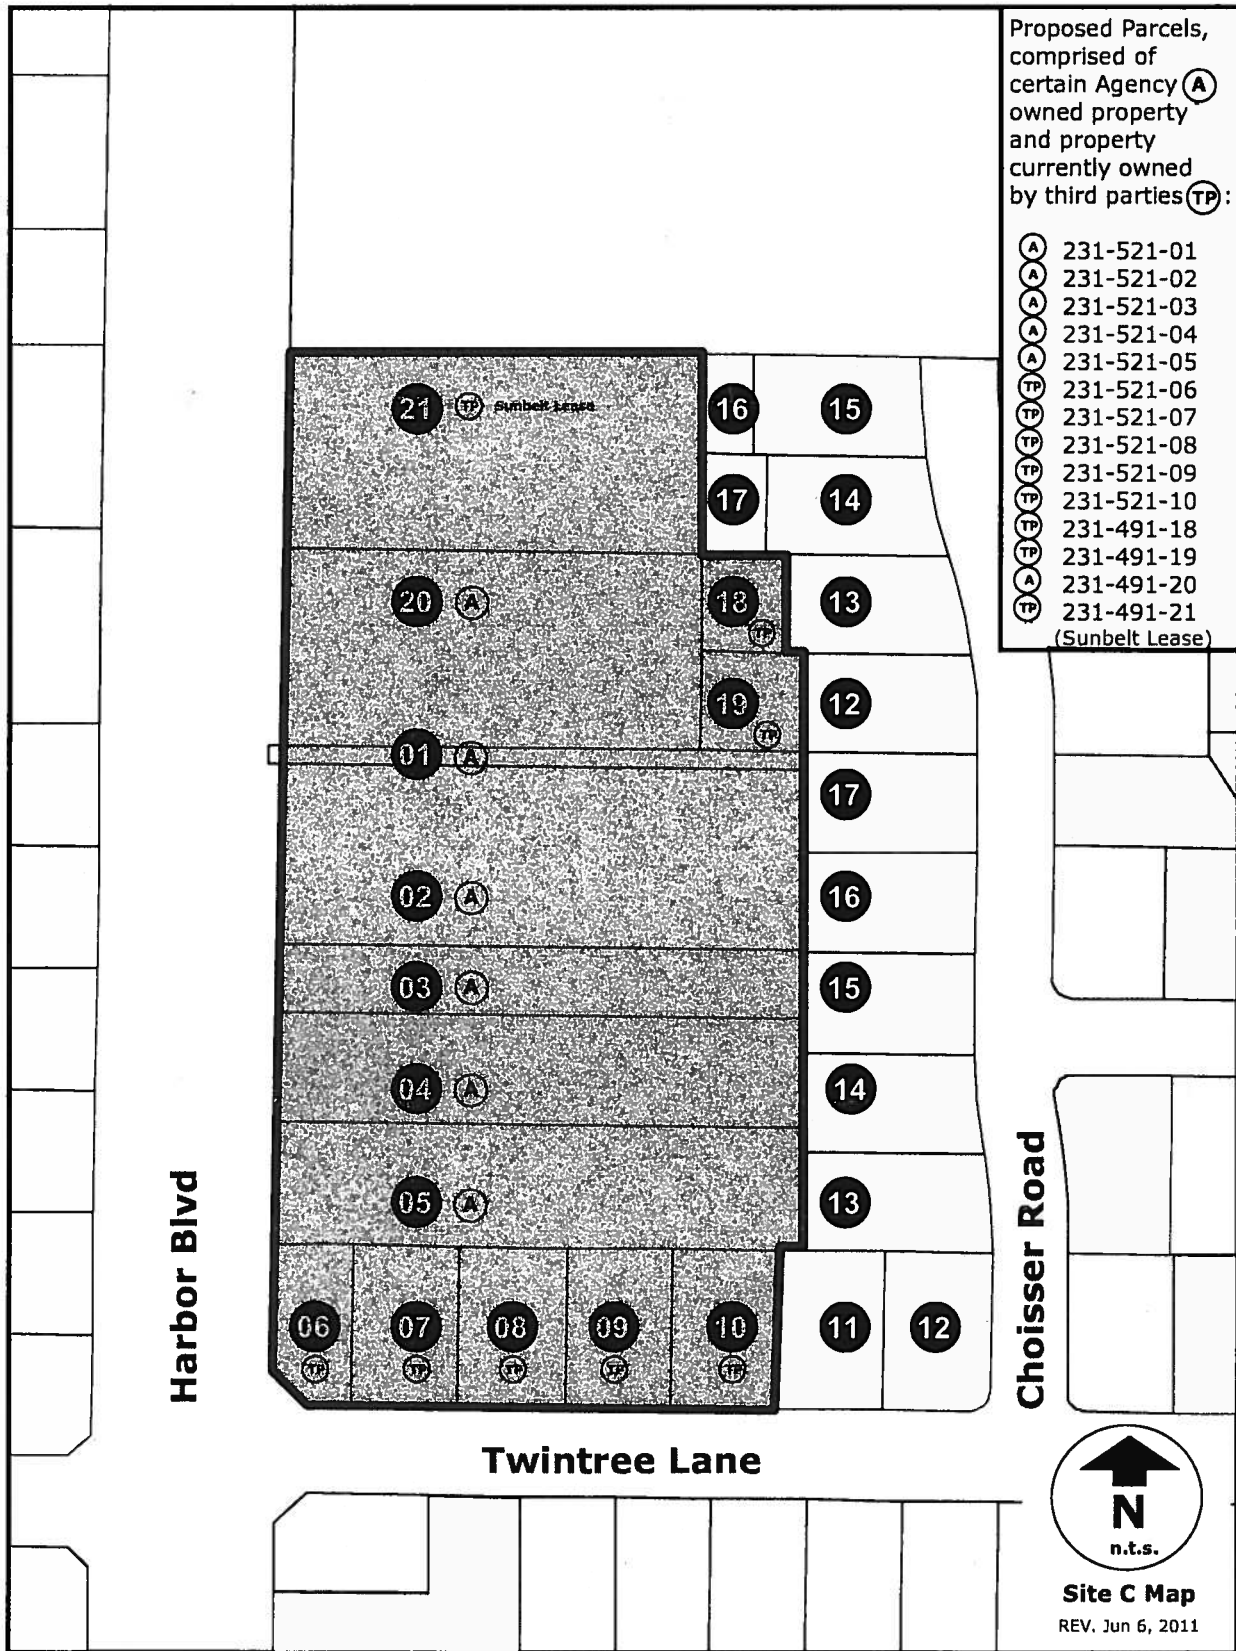 Proposed Parcels,
comprised of
certain Agency A
owned property
and property
currently owned
by third parties TP :
A 231-521-01
A 231-521-02
A 231-521-03
A 231-521-04
A 231-521-05
TP 231-521-06
TP 231-521-07
TP 231-521-08
TP 231-521-09
TP 231-521-10
TP 231-491-18
TP 231-491-19
A 231-491-20
TP 231-491-21
(Sunbelt Lease)
21 TP Sunbelt Lease
16
15
17
14
20 A
18
TP
13
19
TP
12
01 A
17
02 A
16
03 A
15
04 A
14
05 A
13
06
TP
07
TP
08
TP
09
TP
10
TP
11
12
Harbor Blvd
Choisser Road
Twintree Lane
N
n.t.s.
Site C Map
REV. Jun 6, 2011